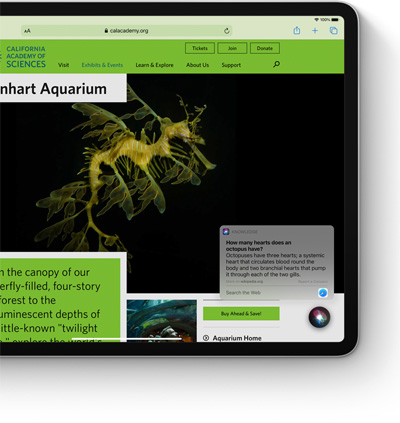 100%
AA
calacademy.org
Tickets
Join
Donate
CALIFORNIA
ACADEMY OF
SCIENCES
Visit
Exhibits & Events
Learn & Explore
About Us
Support
nhart Aquarium
KNOWLEDGE
How many hearts does an
octopus have?
Octopuses have three hearts; a systemic
heart that circulates blood round the
body and two branchial hearts that pump
it through each of the two gills.
Search the Web
n the canopy of our
erfly-filled, four-story
forest to the
uminescent depths of
ittle-known "twilight
explore the world's
Buy Ahead & Save!
Aquarium Home